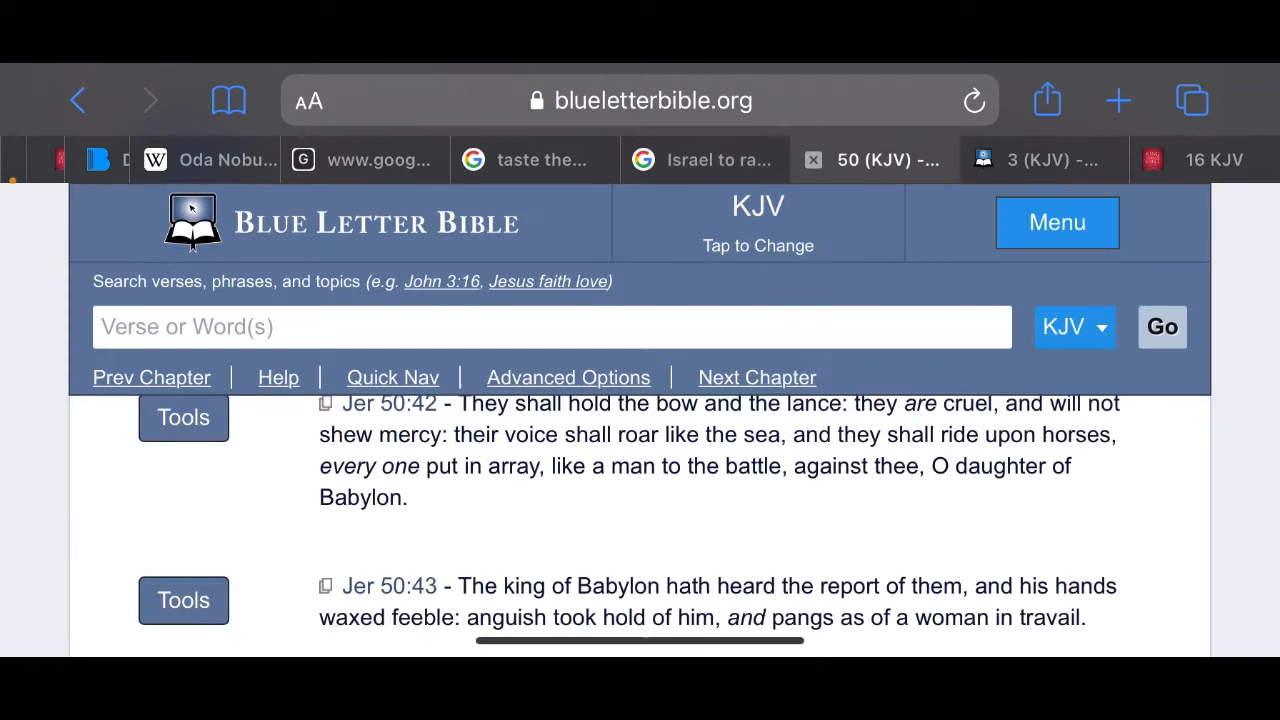 AA blueletterbible.org
D W Oda Nobu... G www.goog... G taste the... G Israel to ra... 50 (KJV) -... 3 (KJV) -... 16 KJV
BLUE LETTER BIBLE
KJV
Tap to Change
Menu
Search verses, phrases, and topics (e.g. John 3:16, Jesus faith love)
Verse or Word(s)
KJV
Go
Prev Chapter | Help | Quick Nav | Advanced Options | Next Chapter
Tools
Jer 50:42 - They shall hold the bow and the lance: they are cruel, and will not
shew mercy: their voice shall roar like the sea, and they shall ride upon horses,
every one put in array, like a man to the battle, against thee, O daughter of
Babylon.
Tools
Jer 50:43 - The king of Babylon hath heard the report of them, and his hands
waxed feeble: anguish took hold of him, and pangs as of a woman in travail.